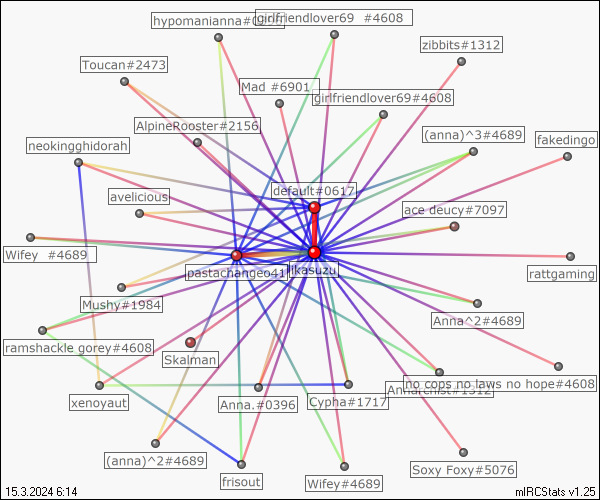 hypomanianna#0
girlfriendlover69 #4608
zibbits#1312
Toucan#2473
Mad #6901
girlfriendlover69#4608
AlpineRooster#2156
(anna)^3#4689
fakedingo
neokingghidorah
default#0617
avelicious
ace deucy#7097
Wifey #4689
pastachangeo41
likasuzu
rattgaming
Mushy#1984
Anna^2#4689
ramshackle gorey#4608
Skalman
no cops no laws no hope#4608
Annarchist#1312
xenoyaut
Anna.#0396
Cypha#1717
(anna)^2#4689
Soxy Foxy#5076
frisout
Wifey#4689
15.3.2024 6:14
mIRCStats v1.25